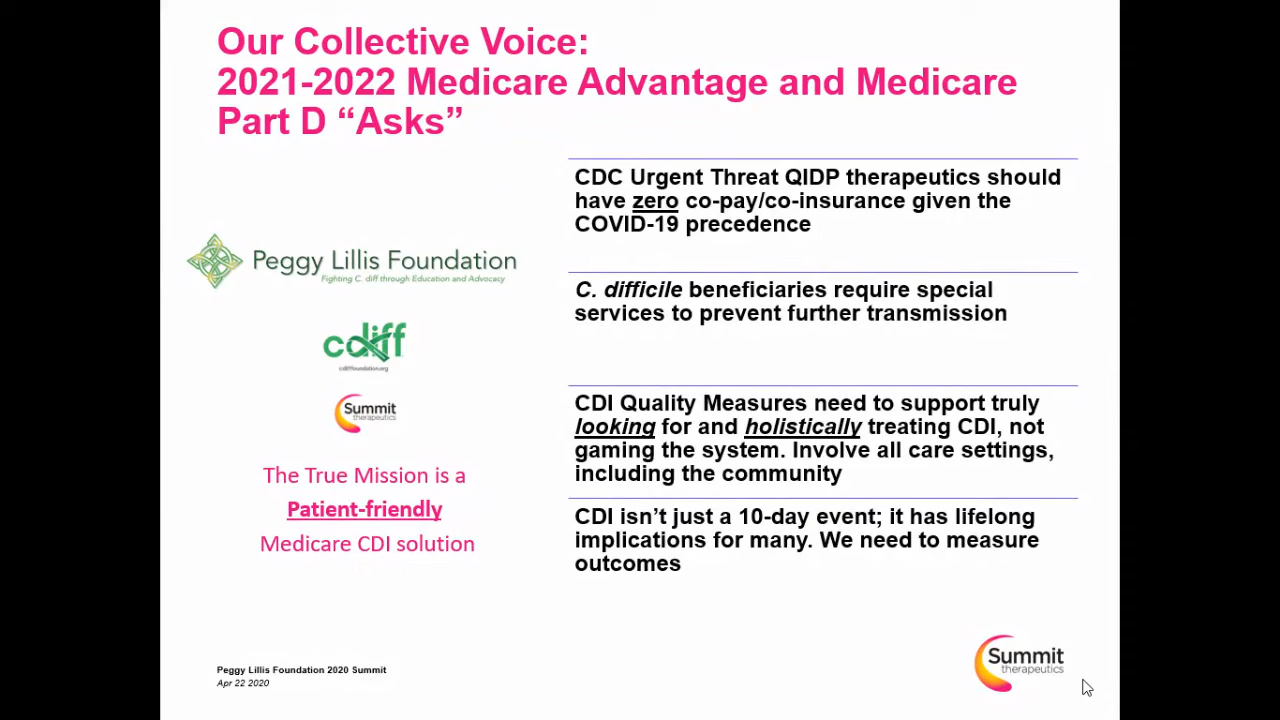 Our Collective Voice:
2021-2022 Medicare Advantage and Medicare
Part D “Asks”
Peggy Lillis Foundation
Fighting C. diff through Education and Advocacy
cdiff
cdifffoundation.org
Summit
therapeutics
The True Mission is a
Patient-friendly
Medicare CDI solution
CDC Urgent Threat QIDP therapeutics should
have zero co-pay/co-insurance given the
COVID-19 precedence
C. difficile beneficiaries require special
services to prevent further transmission
CDI Quality Measures need to support truly
looking for and holistically treating CDI, not
gaming the system. Involve all care settings,
including the community
CDI isn’t just a 10-day event; it has lifelong
implications for many. We need to measure
outcomes
Peggy Lillis Foundation 2020 Summit
Apr 22 2020
Summit
therapeutics